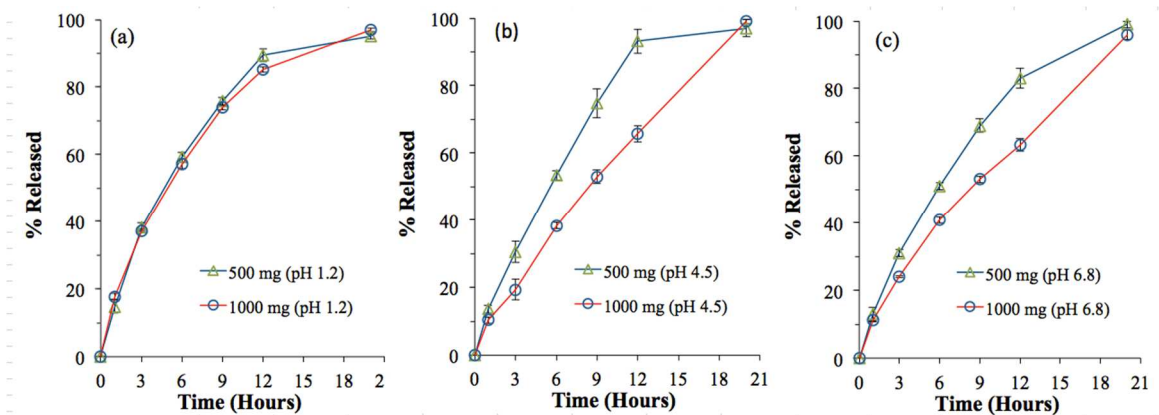 (a)
100
80
60
40
20
0
% Released
500 mg (pH 1.2)
1000 mg (pH 1.2)
0 3 6 9 12 2
Time (Hours)
(b)
100
80
60
40
20
0
% Released
500 mg (pH 4.5)
1000 mg (pH 4.5)
0 3 6 9 12 15 18 21
Time (Hours)
(c)
100
80
60
40
20
0
% Released
500 mg (pH 6.8)
1000 mg (pH 6.8)
0 3 6 9 12 15 18 21
Time (Hours)